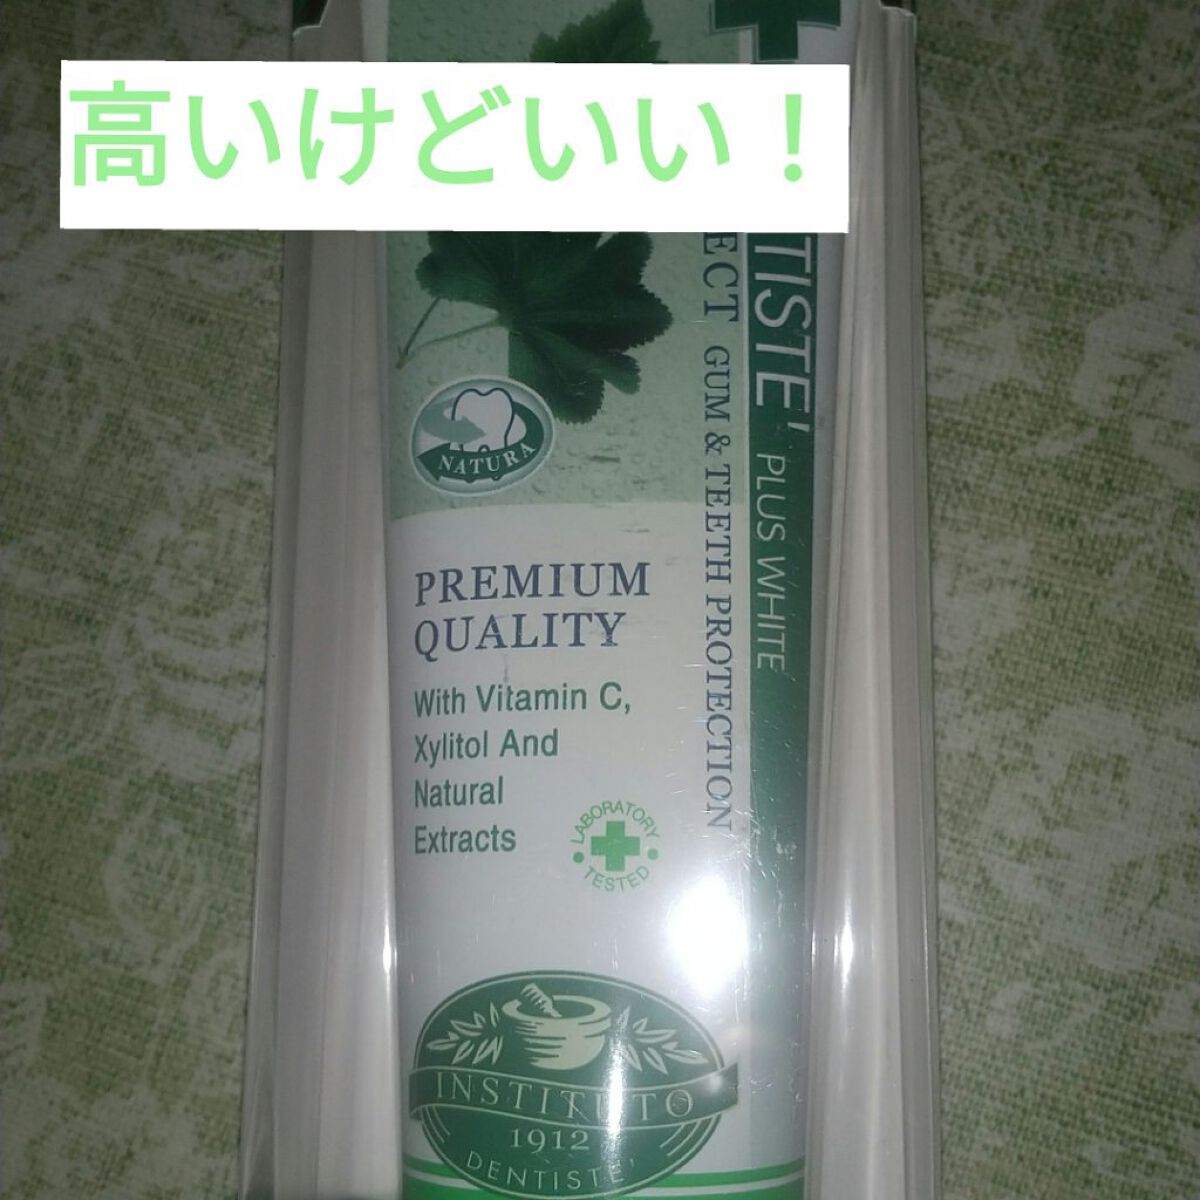 高いけどいい！
TISTE'
PLUS WHITE
ECT GUM & TEETH PROTECTION
NATURA
PREMIUM
QUALITY
With Vitamin C,
Xylitol And
Natural
Extracts
LABORATORY
TESTED
INSTITUTO
1912
DENTISTE'